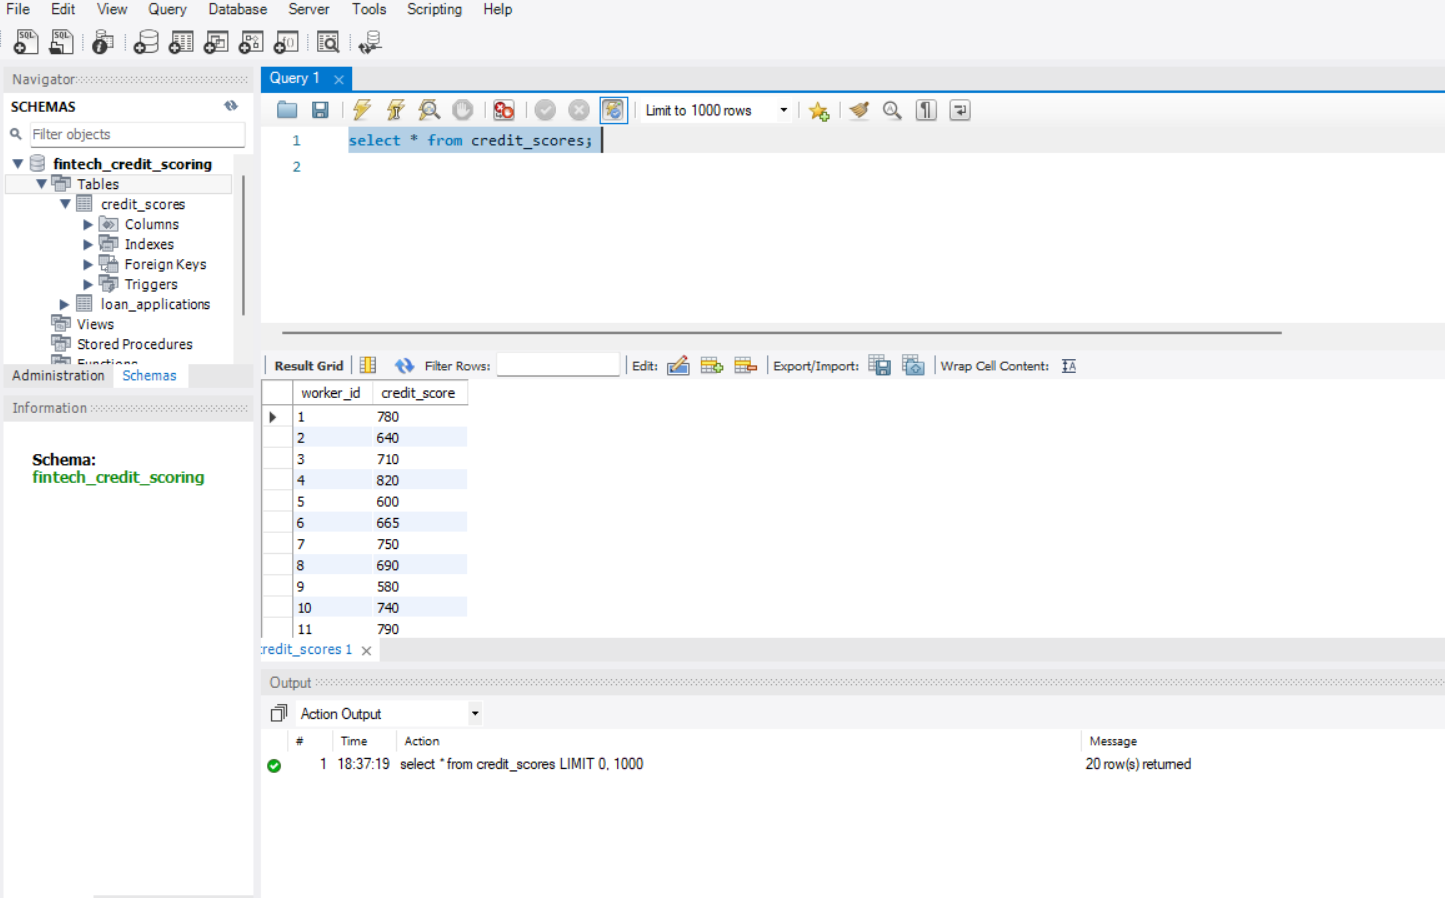 File Edit View Query Database Server Tools Scripting Help
SQL SQL
Navigator
SCHEMAS
Filter objects
fintech_credit_scoring
Tables
credit_scores
Columns
Indexes
Foreign Keys
Triggers
loan_applications
Views
Stored Procedures
Functions
Administration Schemas
Information
Schema:
fintech_credit_scoring
Query 1
Limit to 1000 rows
1 select * from credit_scores;
2
Result Grid Filter Rows: Edit: Export/Import: Wrap Cell Content:
worker_id credit_score
1 780
2 640
3 710
4 820
5 600
6 665
7 750
8 690
9 580
10 740
11 790
redit_scores 1
Output
Action Output
# Time Action Message
1 18:37:19 select * from credit_scores LIMIT 0, 1000 20 row(s) returned